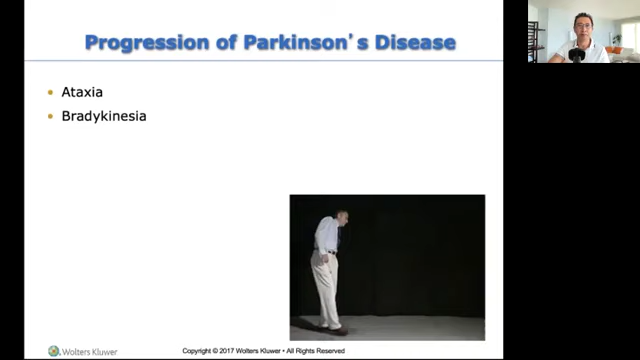 Progression of Parkinson's Disease
• Ataxia
• Bradykinesia
Wolters Kluwer
Copyright © 2017 Wolters Kluwer • All Rights Reserved